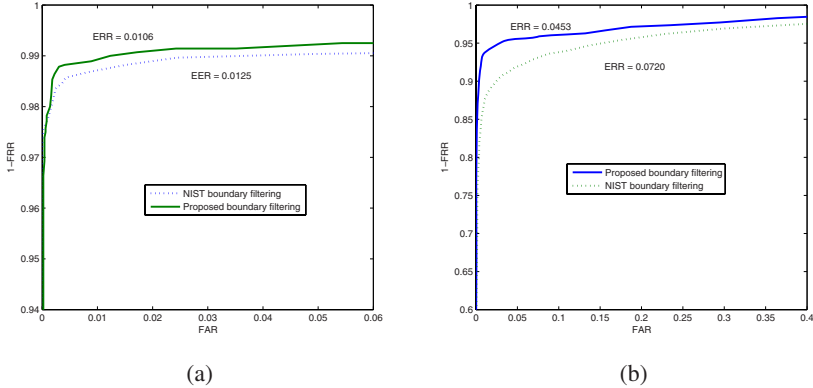 1
0.99
0.98
0.97
0.96
0.95
0.94
1−FRR
ERR = 0.0106
EER = 0.0125
NIST boundary filtering
Proposed boundary filtering
0 0.01 0.02 0.03 0.04 0.05 0.06
FAR
(a)
1
0.95
0.9
0.85
0.8
0.75
0.7
0.65
0.6
1−FRR
ERR = 0.0453
ERR = 0.0720
Proposed boundary filtering
NIST boundary filtering
0 0.05 0.1 0.15 0.2 0.25 0.3 0.35 0.4
FAR
(b)